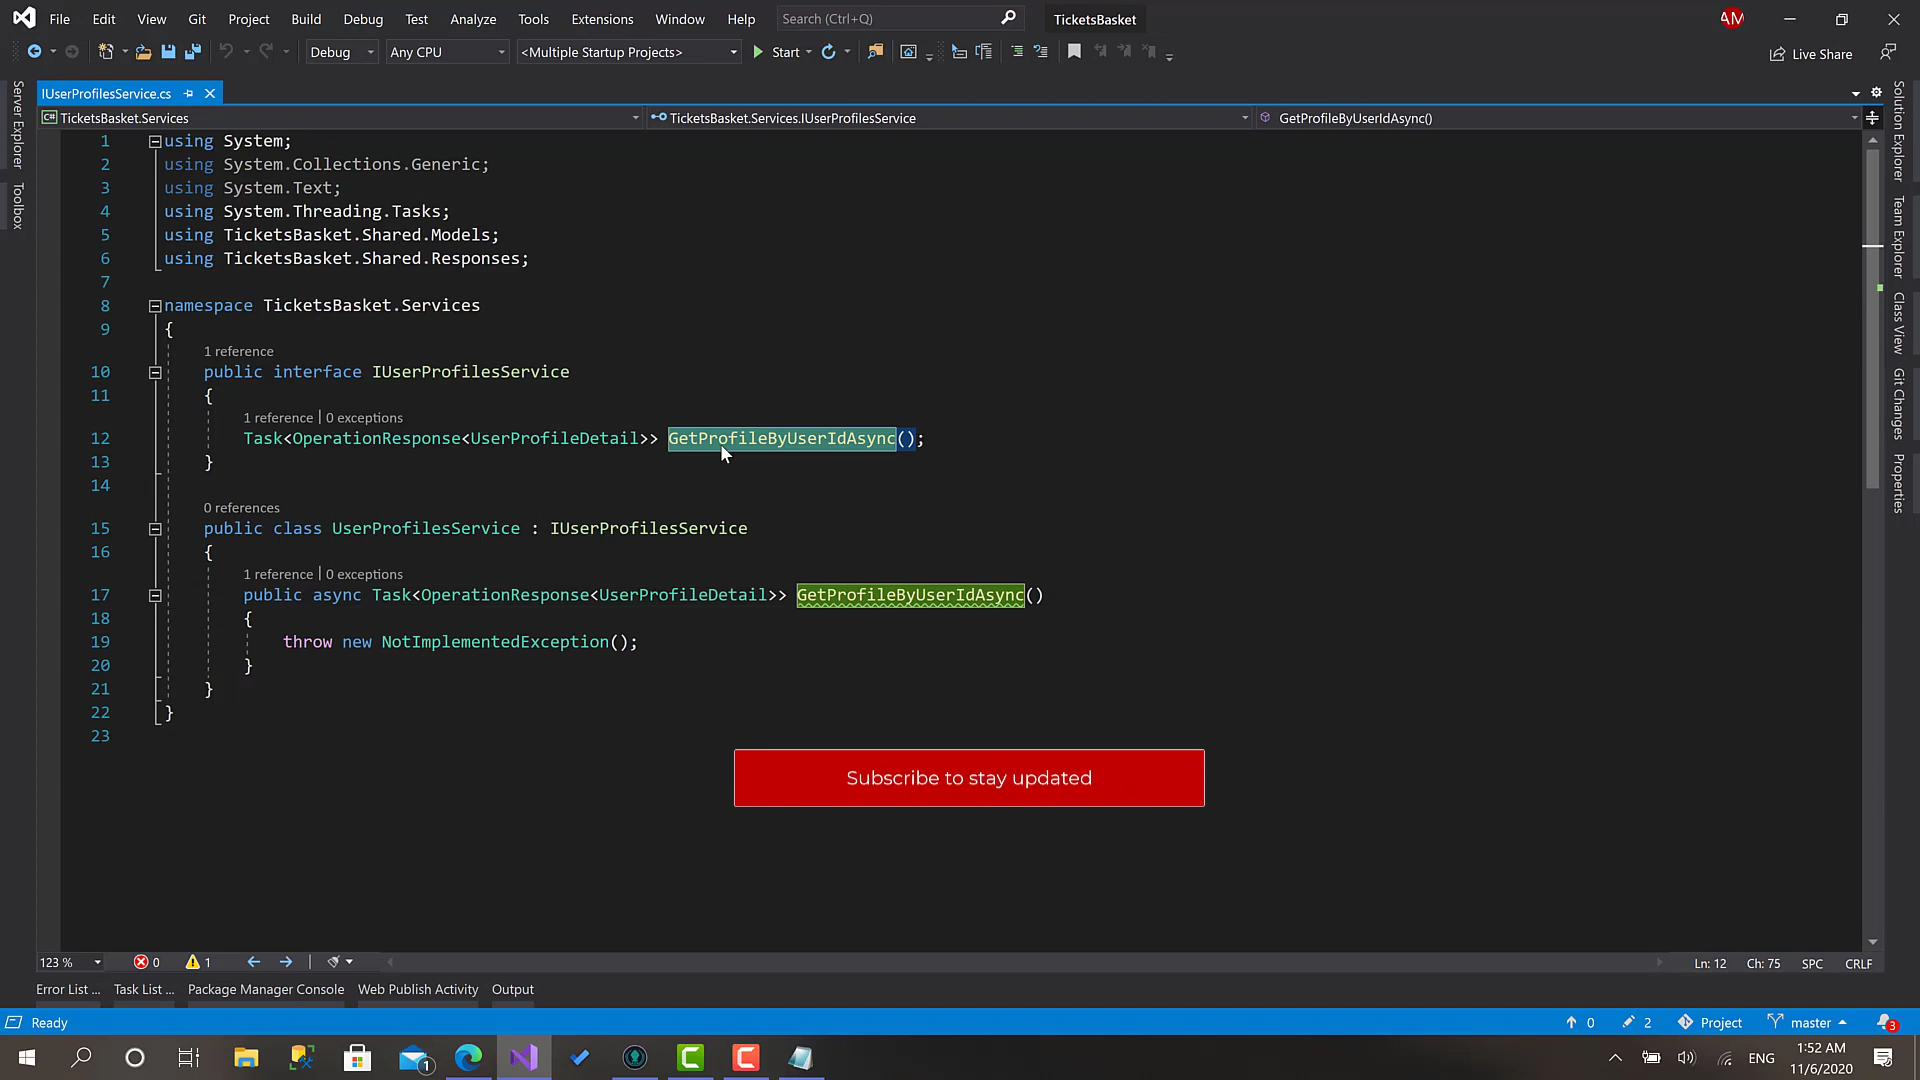 File Edit View Git Project Build Debug Test Analyze Tools Extensions Window Help Search (Ctrl+Q) TicketsBasket AM
Debug Any CPU <Multiple Startup Projects> Start Live Share
IUserProfilesService.cs
C# TicketsBasket.Services TicketsBasket.Services.IUserProfilesService GetProfileByUserIdAsync()
Server Explorer
Toolbox
Solution Explorer
Team Explorer
Class View
Git Changes
Properties
1 using System;
2 using System.Collections.Generic;
3 using System.Text;
4 using System.Threading.Tasks;
5 using TicketsBasket.Shared.Models;
6 using TicketsBasket.Shared.Responses;
7
8 namespace TicketsBasket.Services
9 {
1 reference
10 public interface IUserProfilesService
11 {
1 reference | 0 exceptions
12 Task<OperationResponse<UserProfileDetail>> GetProfileByUserIdAsync();
13 }
14
0 references
15 public class UserProfilesService : IUserProfilesService
16 {
1 reference | 0 exceptions
17 public async Task<OperationResponse<UserProfileDetail>> GetProfileByUserIdAsync()
18 {
19 throw new NotImplementedException();
20 }
21 }
22 }
23
Subscribe to stay updated
123 % 0 1 Ln: 12 Ch: 75 SPC CRLF
Error List ... Task List ... Package Manager Console Web Publish Activity Output
Ready 0 2 Project master 3
1 ENG 1:52 AM
11/6/2020